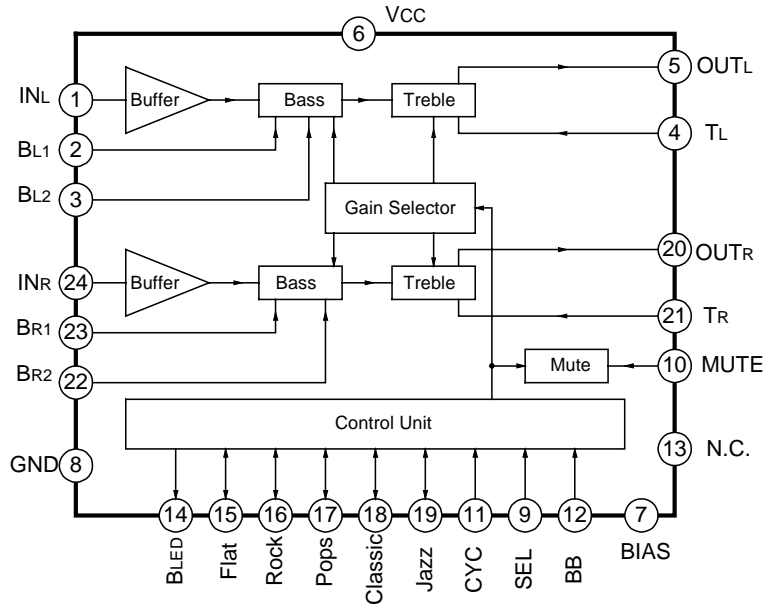 VCC
6
INL
1
Buffer
Bass
Treble
5
OUTL
BL1
2
4
TL
BL2
3
Gain Selector
INR
24
Buffer
Bass
Treble
20
OUTR
BR1
23
21
TR
BR2
22
Mute
10
MUTE
Control Unit
GND
8
13
N.C.
14
15
16
17
18
19
11
9
12
7
BLED
Flat
Rock
Pops
Classic
Jazz
CYC
SEL
BB
BIAS